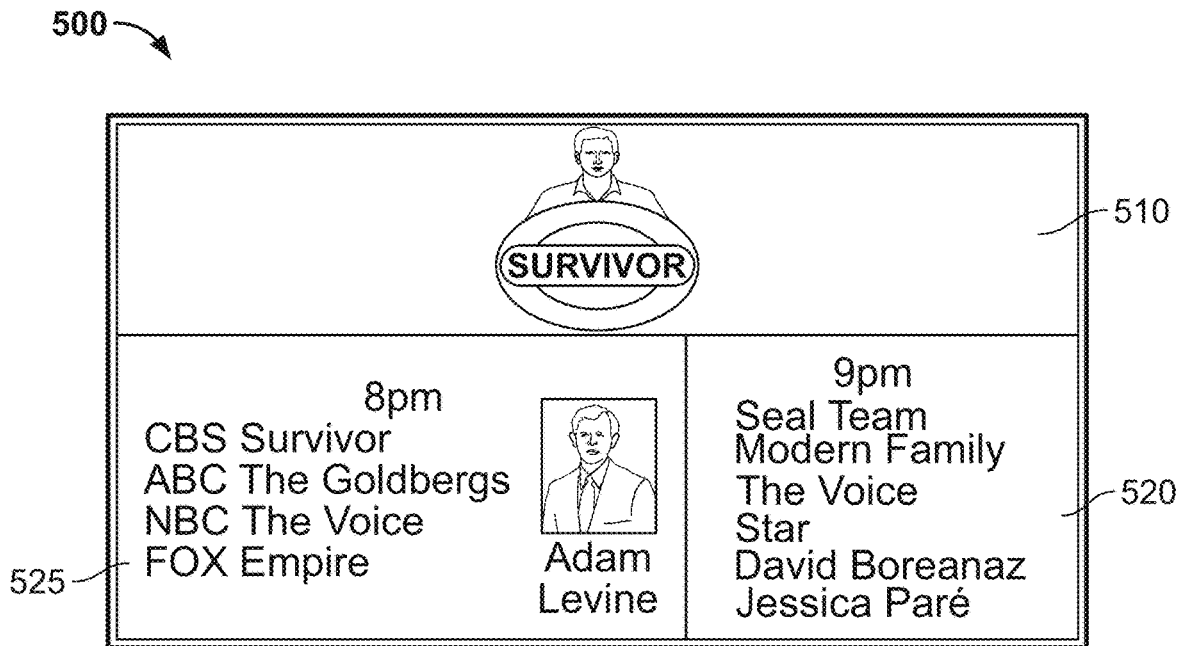 500
510
SURVIVOR
8pm
CBS Survivor
ABC The Goldbergs
NBC The Voice
FOX Empire
525
Adam
Levine
9pm
Seal Team
Modern Family
The Voice
Star
David Boreanaz
Jessica Paré
520